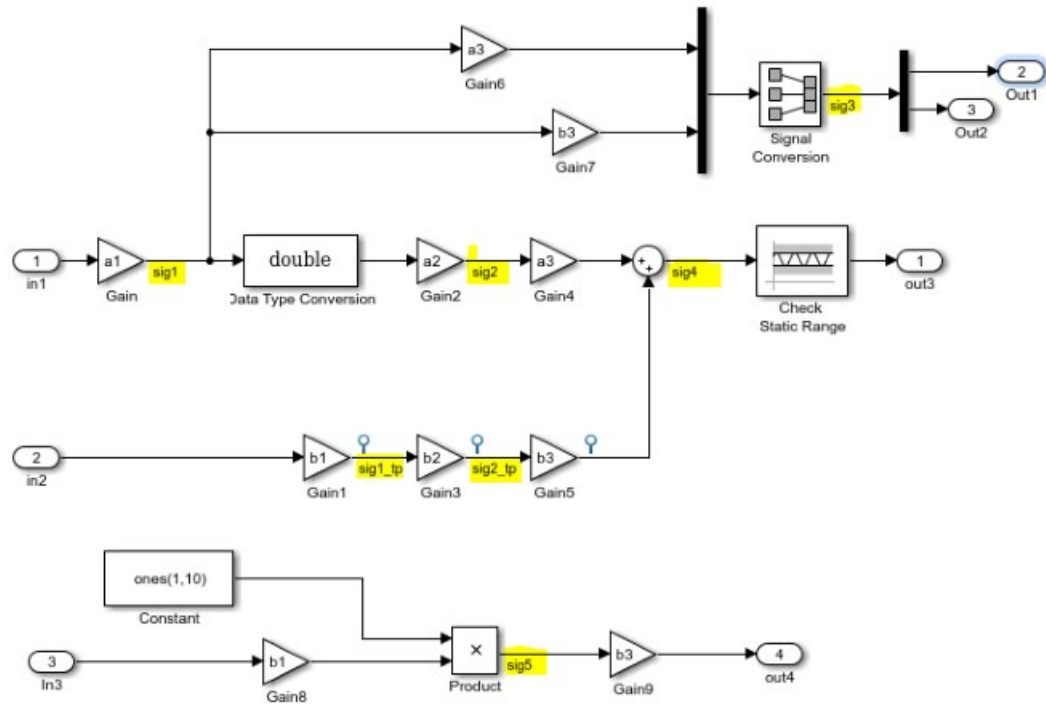 a3
Gain6
b3
Gain7
sig3
Signal
Conversion
2
Out1
3
Out2
1
in1
a1
Gain
sig1
double
Data Type Conversion
a2
Gain2
sig2
a3
Gain4
+
+
sig4
Check
Static Range
1
out3
2
in2
b1
Gain1
sig1_tp
b2
Gain3
sig2_tp
b3
Gain5
ones(1,10)
Constant
3
In3
b1
Gain8
×
Product
sig5
b3
Gain9
4
out4